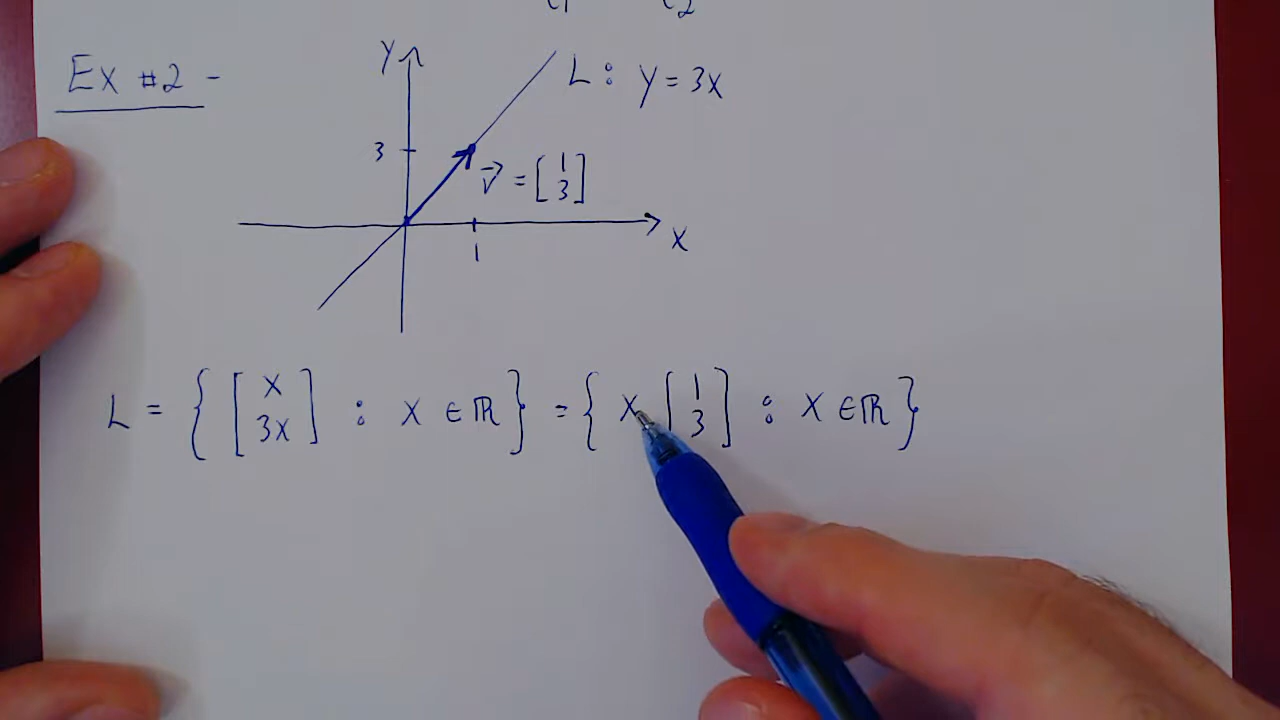 Ex #2 -
y
L : y = 3x
3
v⃗ = [1 3]
1
x
L = { [x 3x] : x ∈ ℝ } = { x [1 3] : x ∈ ℝ }